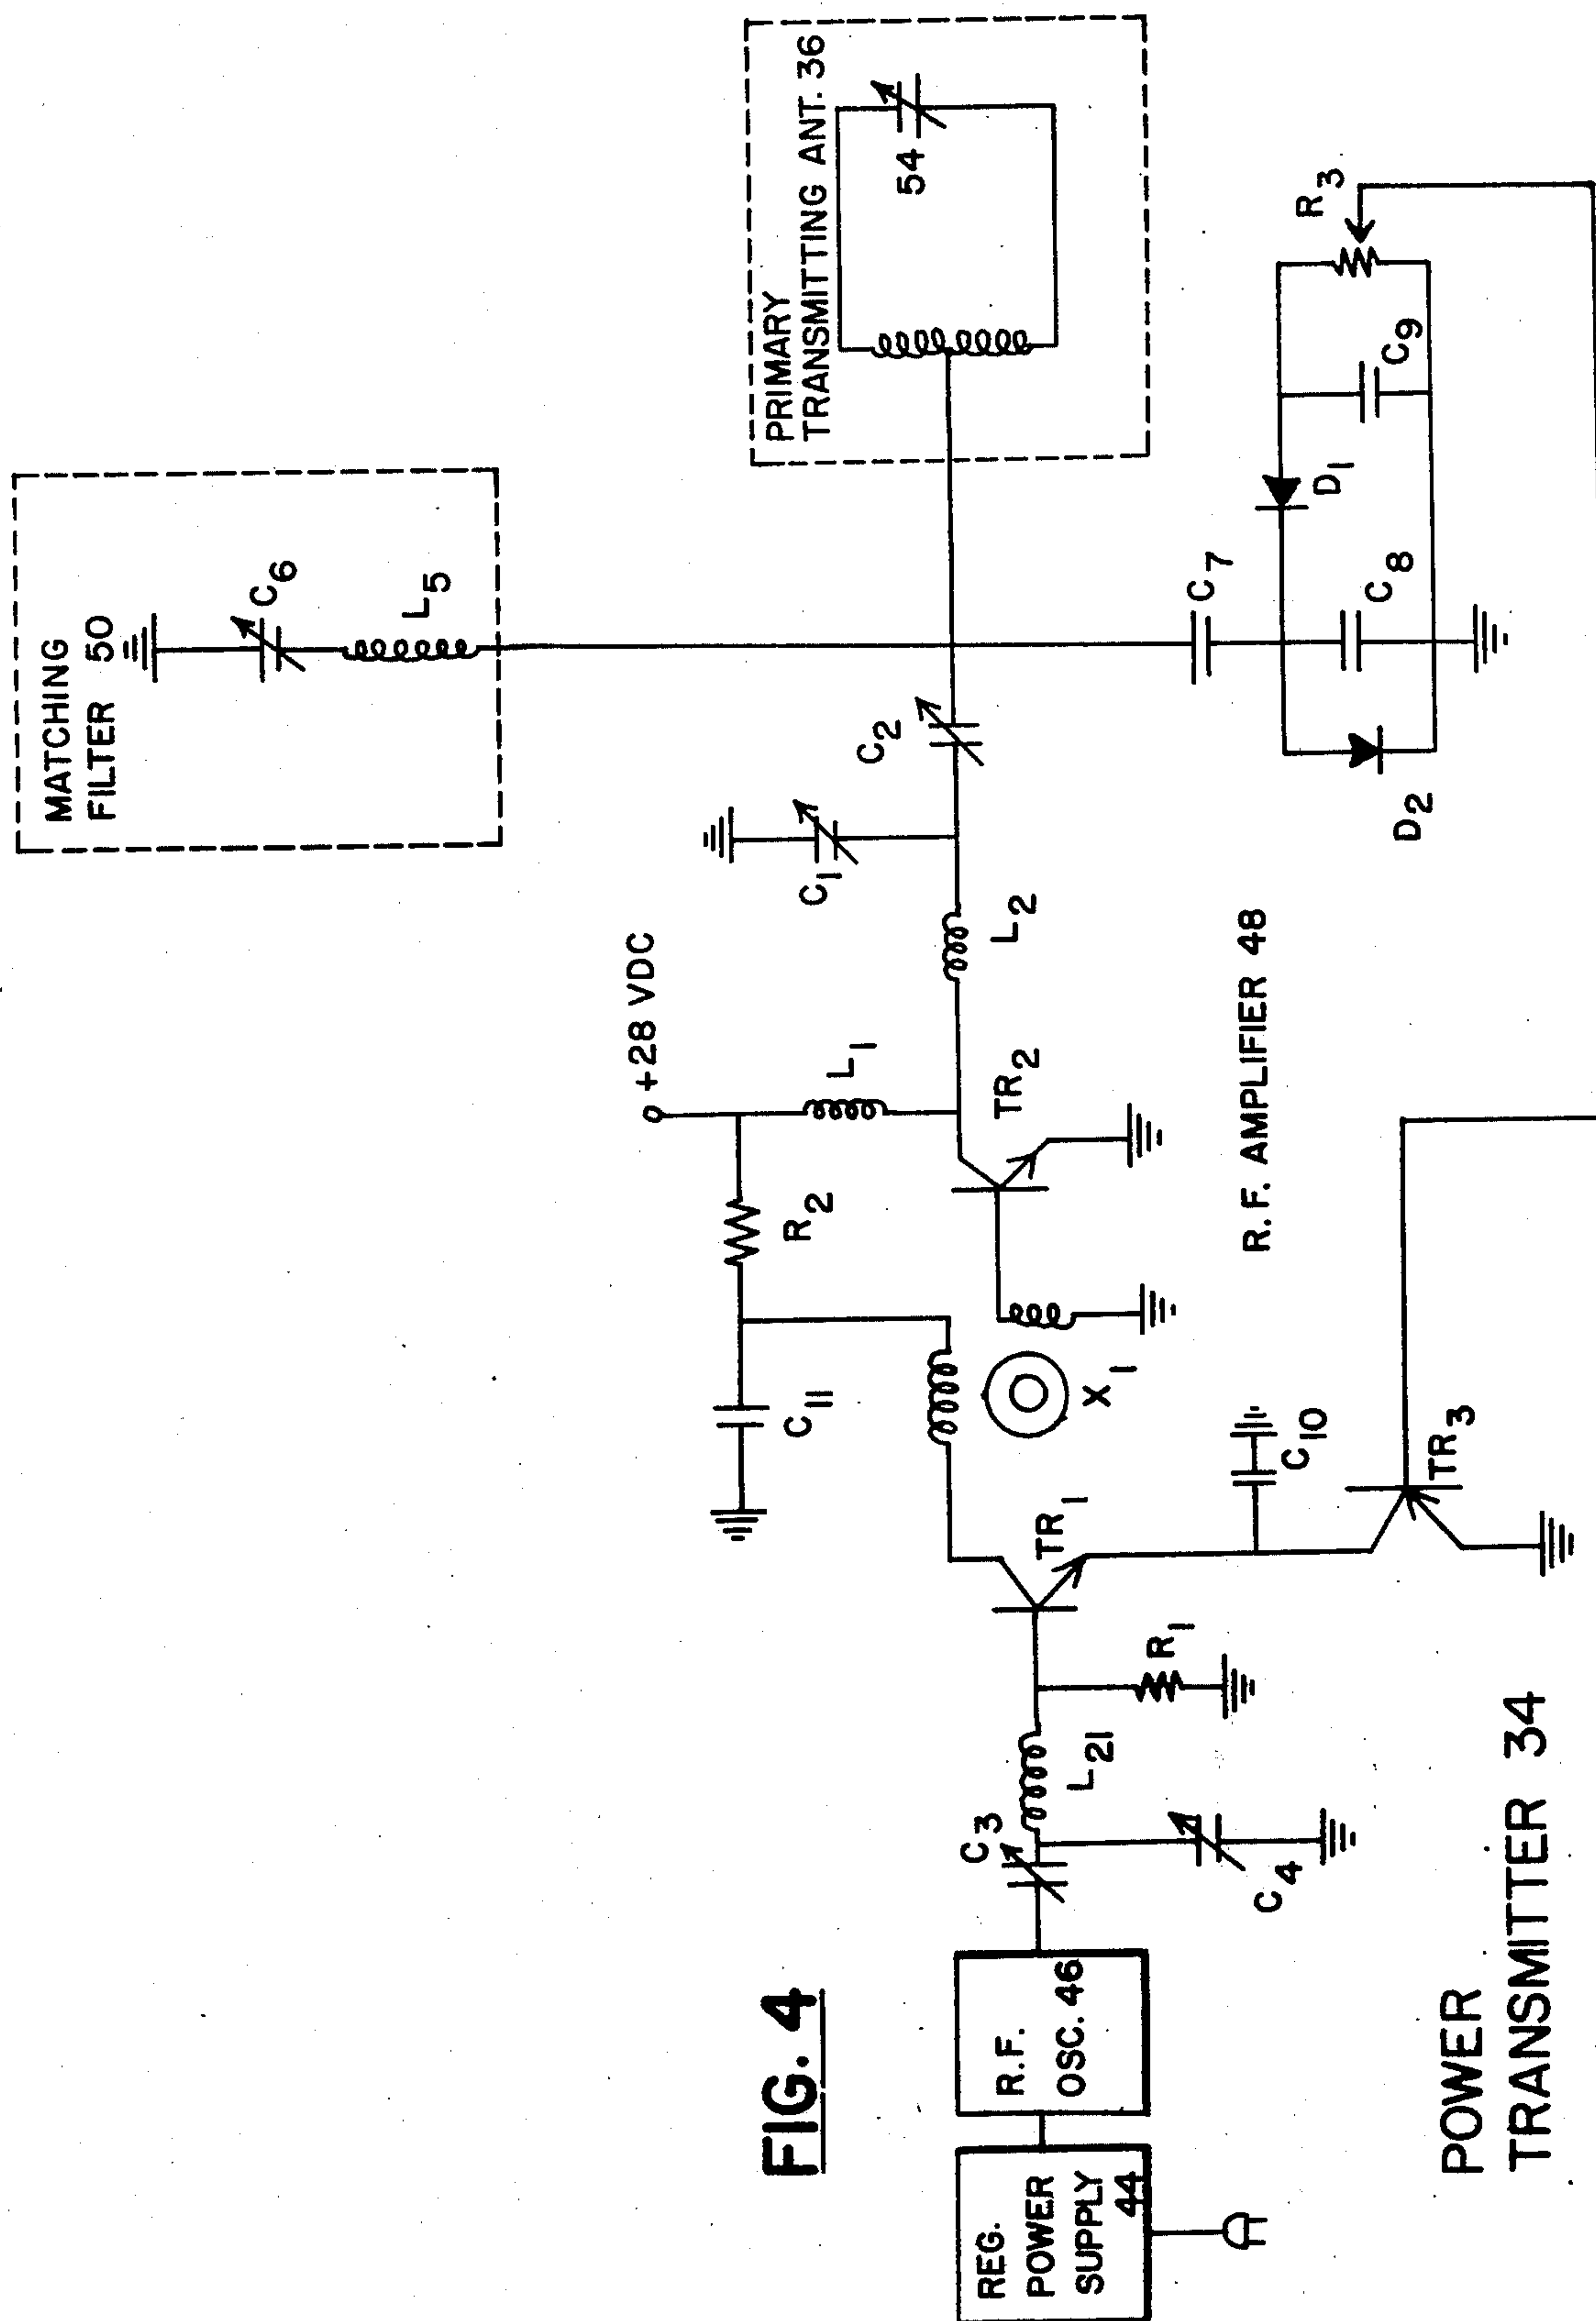 FIG. 4
MATCHING
FILTER 50
C6
L5
PRIMARY
TRANSMITTING ANT. 36
54
+28 VDC
R2
C11
L1
C1
C2
L2
TR2
X1
R.F. AMPLIFIER 48
C7
C8
C9
D1
D2
R3
REG.
POWER
SUPPLY
44
R.F.
OSC. 46
C3
C4
L21
R1
TR1
C10
TR3
POWER
TRANSMITTER 34